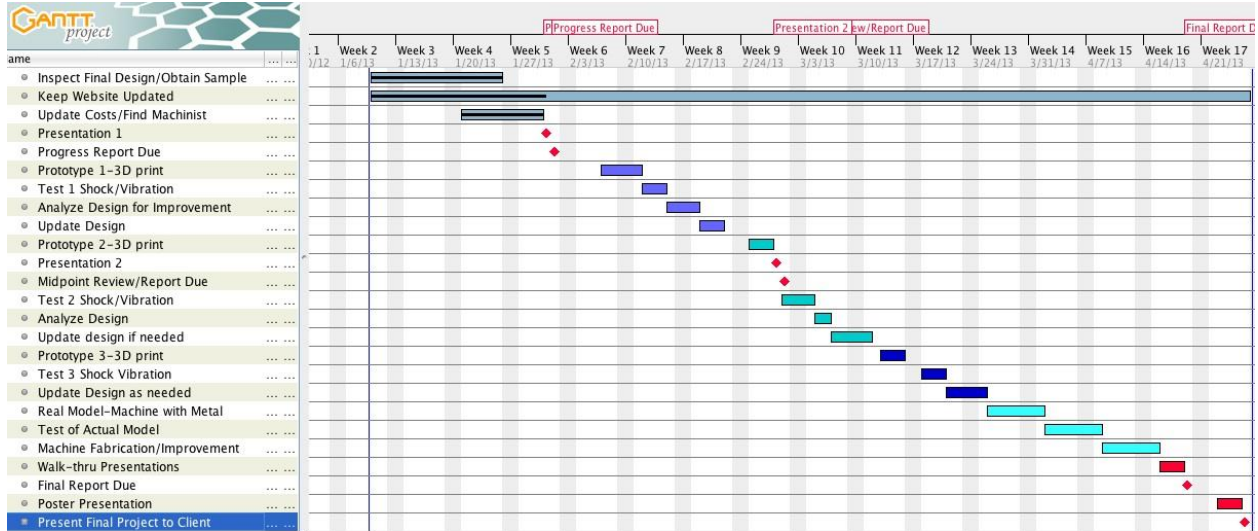 GANTT
project
P Progress Report Due Presentation 2 ew/Report Due Final Report D
1 Week 2 Week 3 Week 4 Week 5 Week 6 Week 7 Week 8 Week 9 Week 10 Week 11 Week 12 Week 13 Week 14 Week 15 Week 16 Week 17
ame ... ... 0/12 1/6/13 1/13/13 1/20/13 1/27/13 2/3/13 2/10/13 2/17/13 2/24/13 3/3/13 3/10/13 3/17/13 3/24/13 3/31/13 4/7/13 4/14/13 4/21/13
Inspect Final Design/Obtain Sample ... ...
Keep Website Updated ... ...
Update Costs/Find Machinist ... ...
Presentation 1 ... ...
Progress Report Due ... ...
Prototype 1-3D print ... ...
Test 1 Shock/Vibration ... ...
Analyze Design for Improvement ... ...
Update Design ... ...
Prototype 2-3D print ... ...
Presentation 2 ... ...
Midpoint Review/Report Due ... ...
Test 2 Shock/Vibration ... ...
Analyze Design ... ...
Update design if needed ... ...
Prototype 3-3D print ... ...
Test 3 Shock Vibration ... ...
Update Design as needed ... ...
Real Model-Machine with Metal ... ...
Test of Actual Model ... ...
Machine Fabrication/Improvement ... ...
Walk-thru Presentations ... ...
Final Report Due ... ...
Poster Presentation ... ...
Present Final Project to Client ... ...